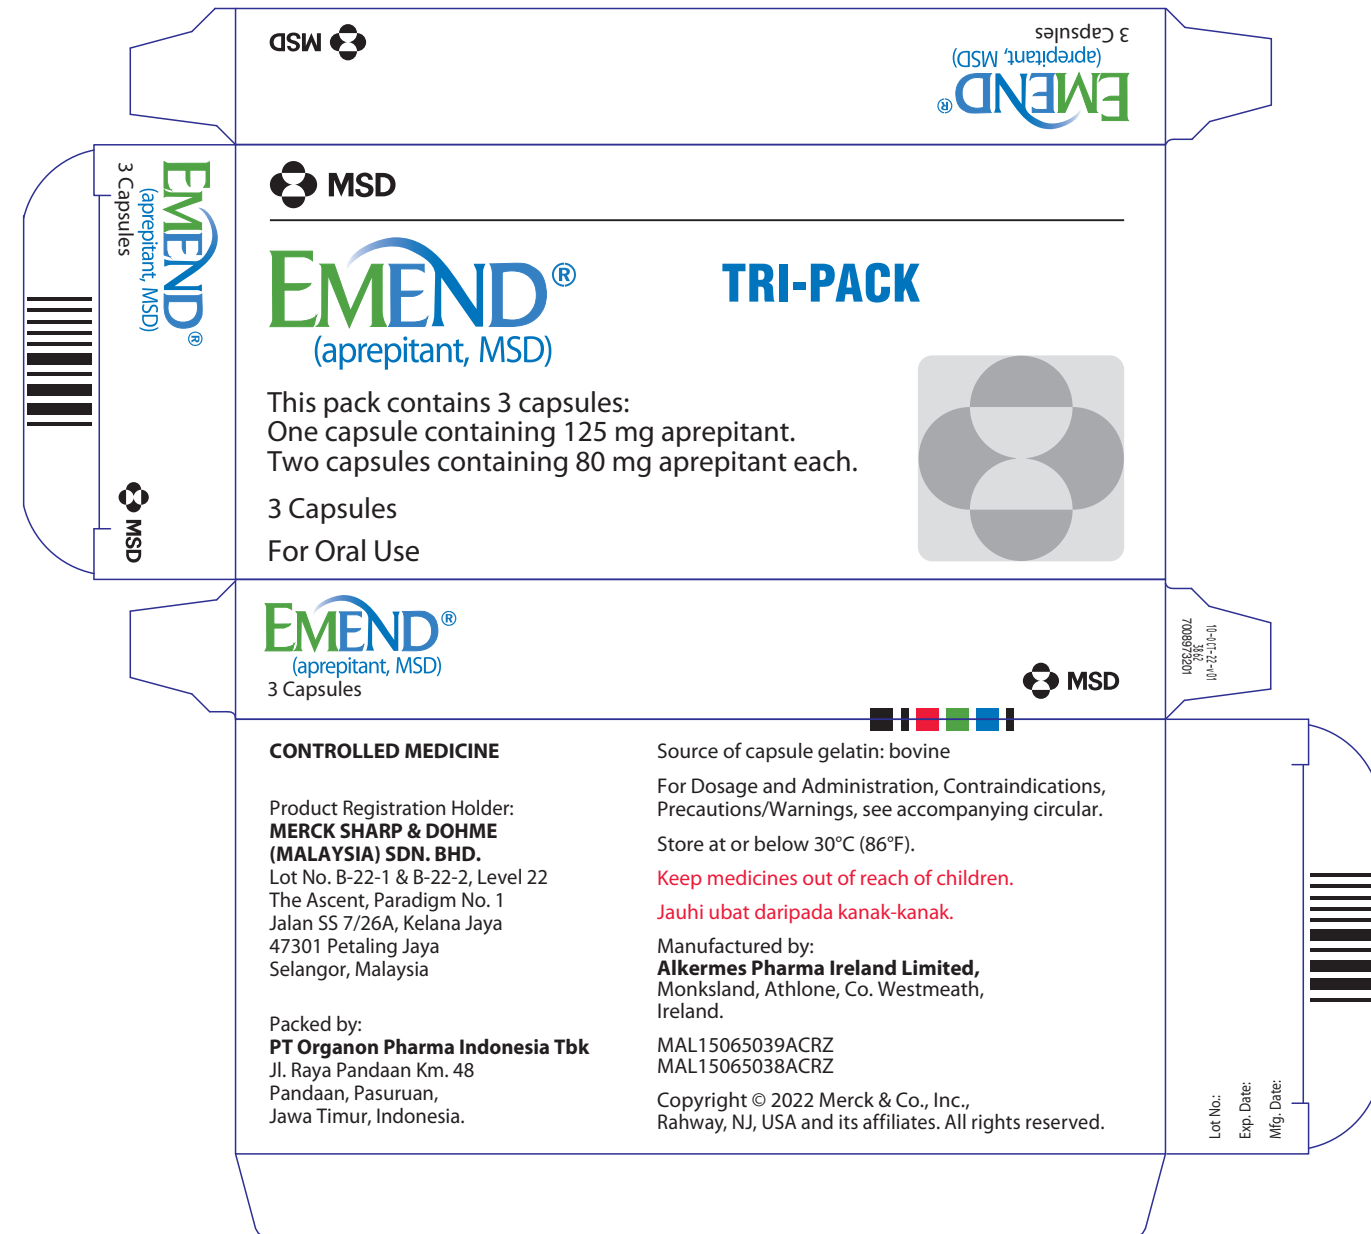 MSD
EMEND®
(aprepitant, MSD)
3 Capsules
EMEND®
(aprepitant, MSD)
3 Capsules
MSD
MSD
EMEND®
(aprepitant, MSD)
TRI-PACK
This pack contains 3 capsules:
One capsule containing 125 mg aprepitant.
Two capsules containing 80 mg aprepitant each.
3 Capsules
For Oral Use
EMEND®
(aprepitant, MSD)
3 Capsules
MSD
10-OCT-22-v01
3862
7008973201
CONTROLLED MEDICINE
Product Registration Holder:
MERCK SHARP & DOHME
(MALAYSIA) SDN. BHD.
Lot No. B-22-1 & B-22-2, Level 22
The Ascent, Paradigm No. 1
Jalan SS 7/26A, Kelana Jaya
47301 Petaling Jaya
Selangor, Malaysia
Packed by:
PT Organon Pharma Indonesia Tbk
Jl. Raya Pandaan Km. 48
Pandaan, Pasuruan,
Jawa Timur, Indonesia.
Source of capsule gelatin: bovine
For Dosage and Administration, Contraindications,
Precautions/Warnings, see accompanying circular.
Store at or below 30°C (86°F).
Keep medicines out of reach of children.
Jauhi ubat daripada kanak-kanak.
Manufactured by:
Alkermes Pharma Ireland Limited,
Monksland, Athlone, Co. Westmeath,
Ireland.
MAL15065039ACRZ
MAL15065038ACRZ
Copyright © 2022 Merck & Co., Inc.,
Rahway, NJ, USA and its affiliates. All rights reserved.
Lot No.:
Exp. Date:
Mfg. Date: